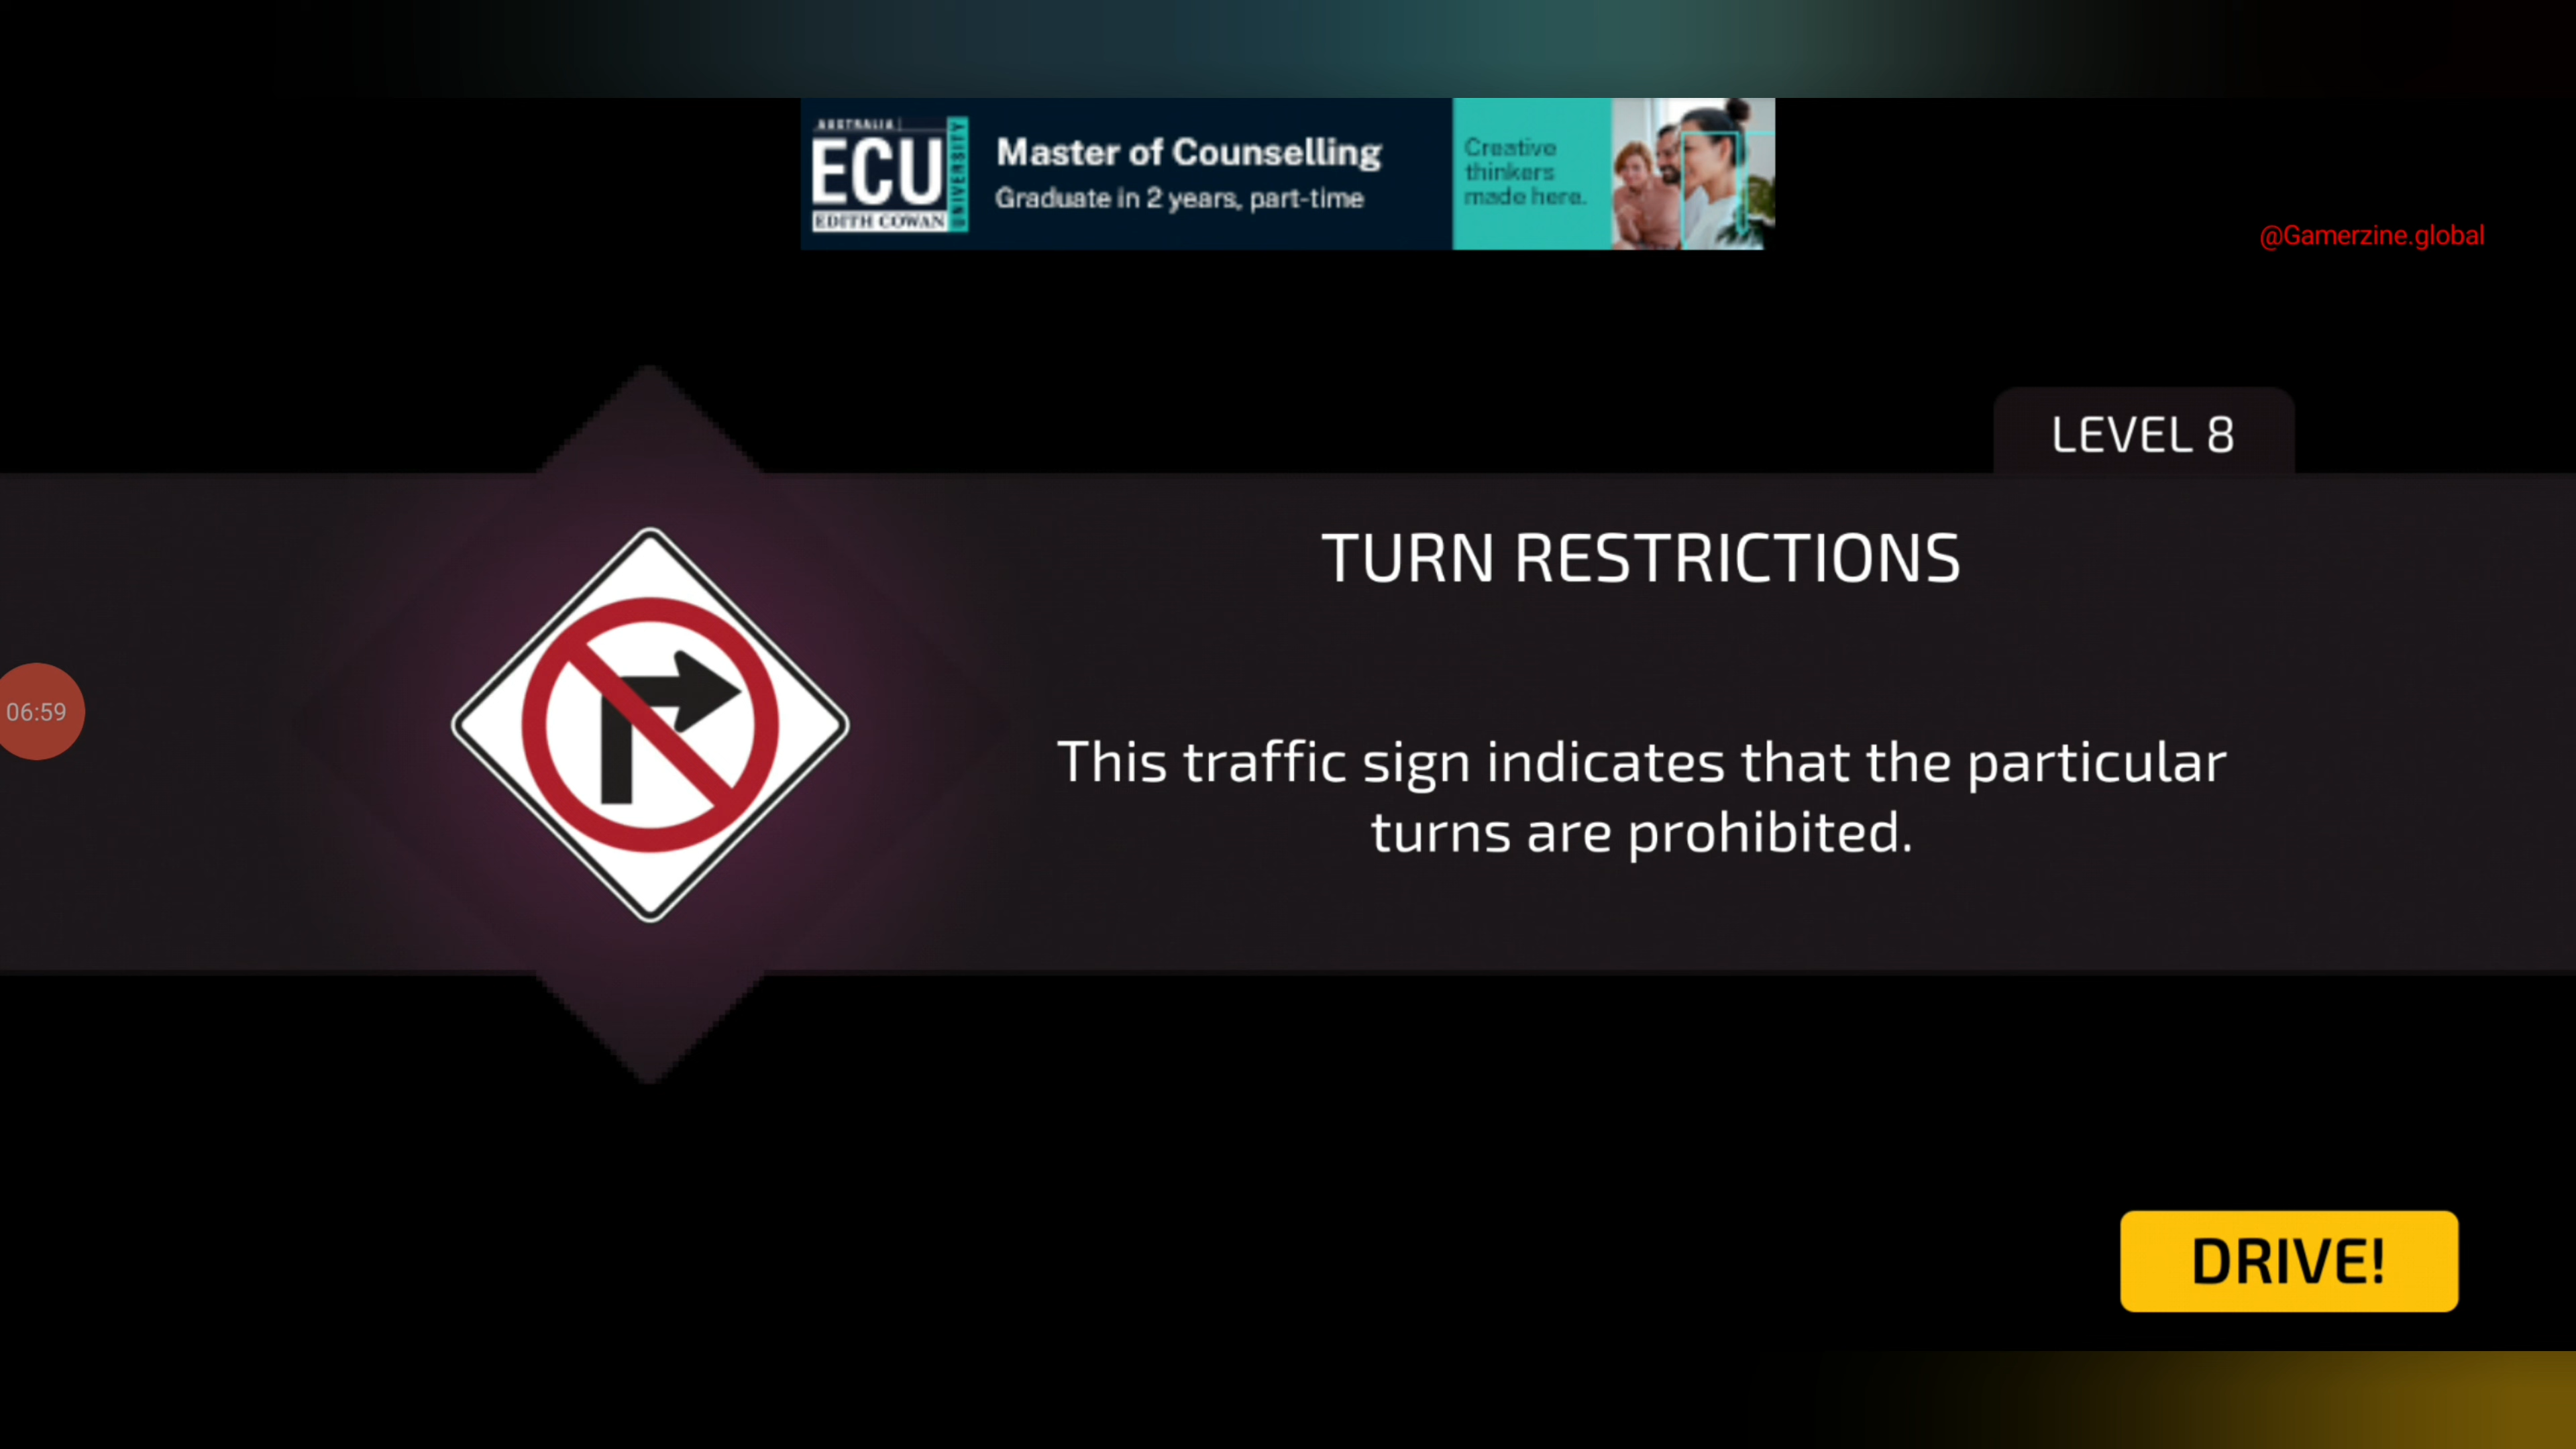 AUSTRALIA
ECU
EDITH COWAN
UNIVERSITY
Master of Counselling
Graduate in 2 years, part-time
Creative
thinkers
made here.
@Gamerzine.global
LEVEL 8
TURN RESTRICTIONS
06:59
This traffic sign indicates that the particular
turns are prohibited.
DRIVE!